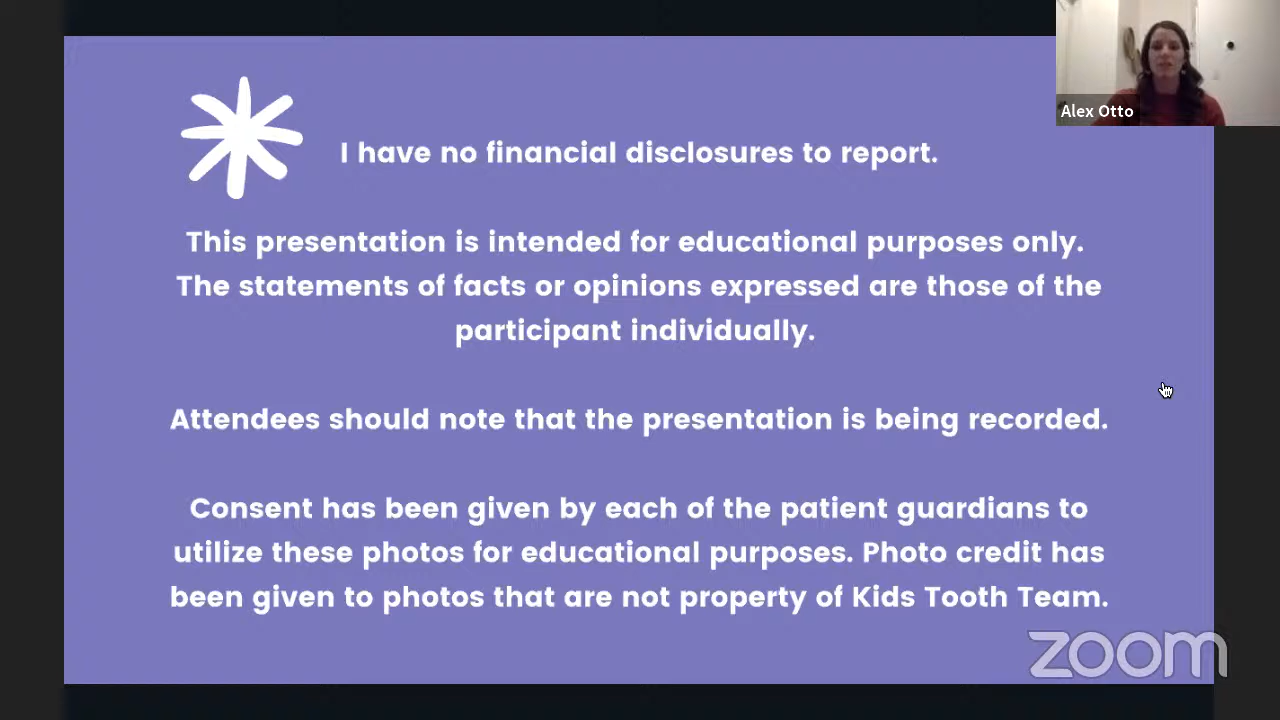 Alex Otto
I have no financial disclosures to report.
This presentation is intended for educational purposes only.
The statements of facts or opinions expressed are those of the
participant individually.
Attendees should note that the presentation is being recorded.
Consent has been given by each of the patient guardians to
utilize these photos for educational purposes. Photo credit has
been given to photos that are not property of Kids Tooth Team.
zoom